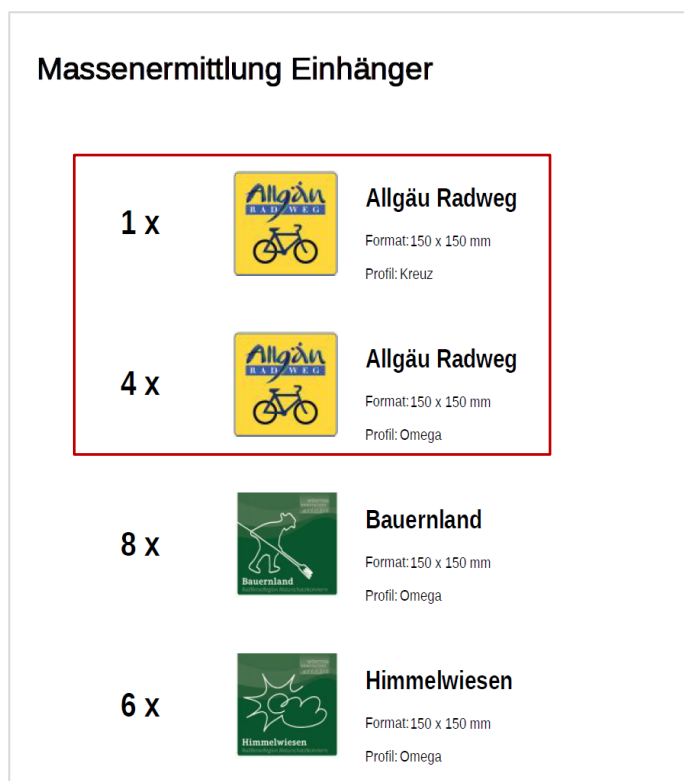 Massenermittlung Einhänger
1 x
Allgäu
RADWEG
Allgäu Radweg
Format: 150 x 150 mm
Profil: Kreuz
4 x
Allgäu
RADWEG
Allgäu Radweg
Format: 150 x 150 mm
Profil: Omega
8 x
Bauernland
Bauernland
Format: 150 x 150 mm
Profil: Omega
6 x
Himmelwiesen
Himmelwiesen
Format: 150 x 150 mm
Profil: Omega